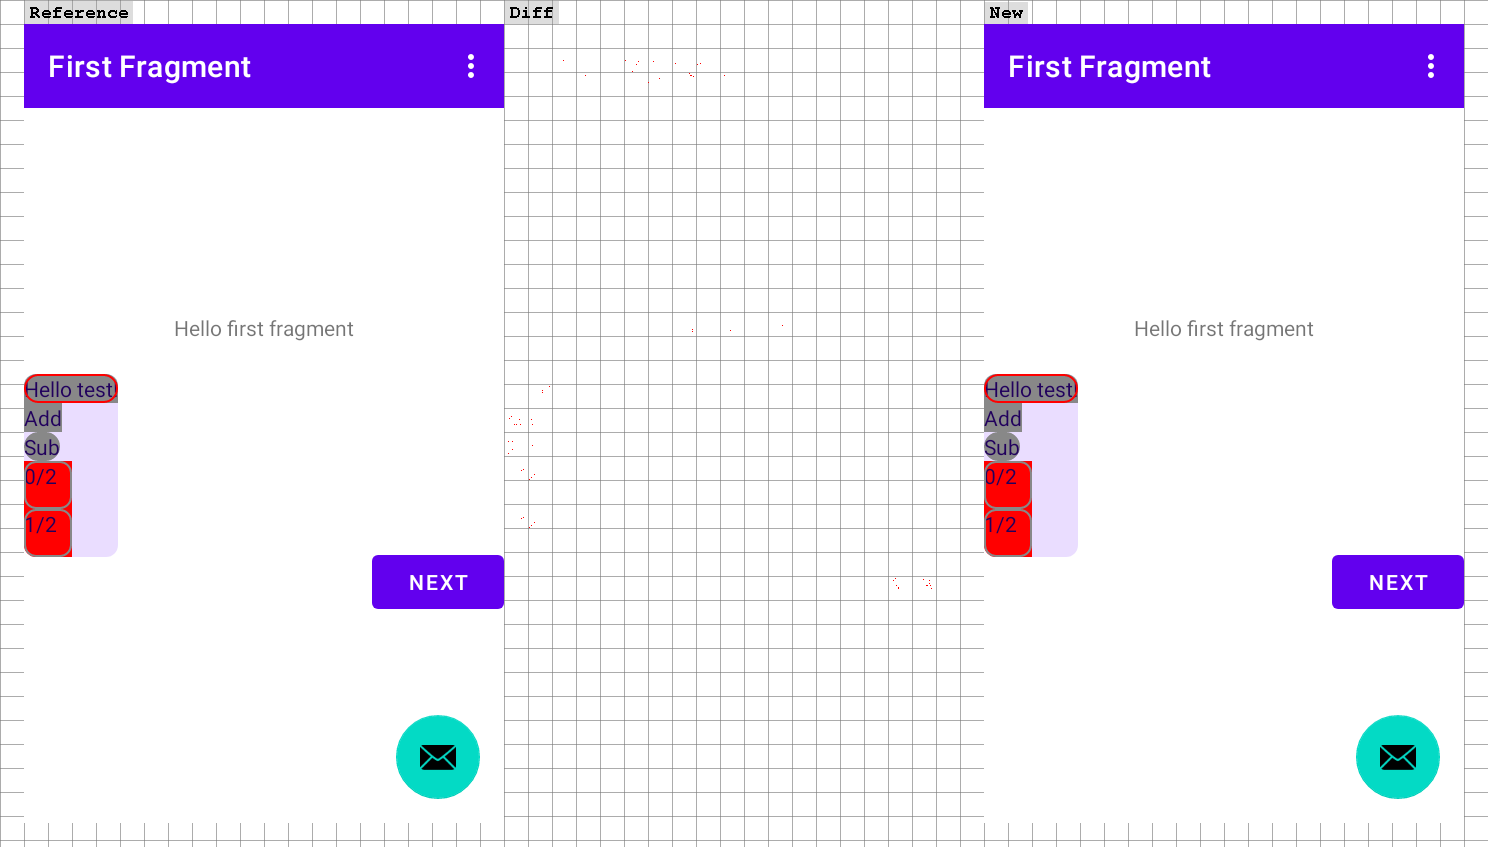 Reference
Diff
New
First Fragment
First Fragment
Hello first fragment
Hello first fragment
Hello test!
Add
Sub
0/2
1/2
Hello test!
Add
Sub
0/2
1/2
NEXT
NEXT